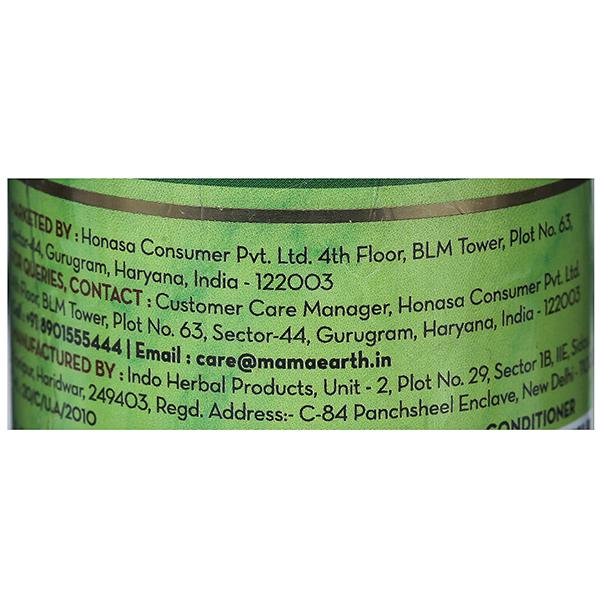 MARKETED BY : Honasa Consumer Pvt. Ltd. 4th Floor, BLM Tower, Plot No. 63,
Sector-44, Gurugram, Haryana, India - 122003
FOR QUERIES, CONTACT : Customer Care Manager, Honasa Consumer Pvt. Ltd.
Floor, BLM Tower, Plot No. 63, Sector-44, Gurugram, Haryana, India - 122003
+91 8901555444 | Email : care@mamaearth.in
MANUFACTURED BY : Indo Herbal Products, Unit - 2, Plot No. 29, Sector 1B, IIE,
Haridwar, 249403, Regd. Address:- C-84 Panchsheel Enclave, New Delhi -
20/C/UA/2010
CONDITIONER